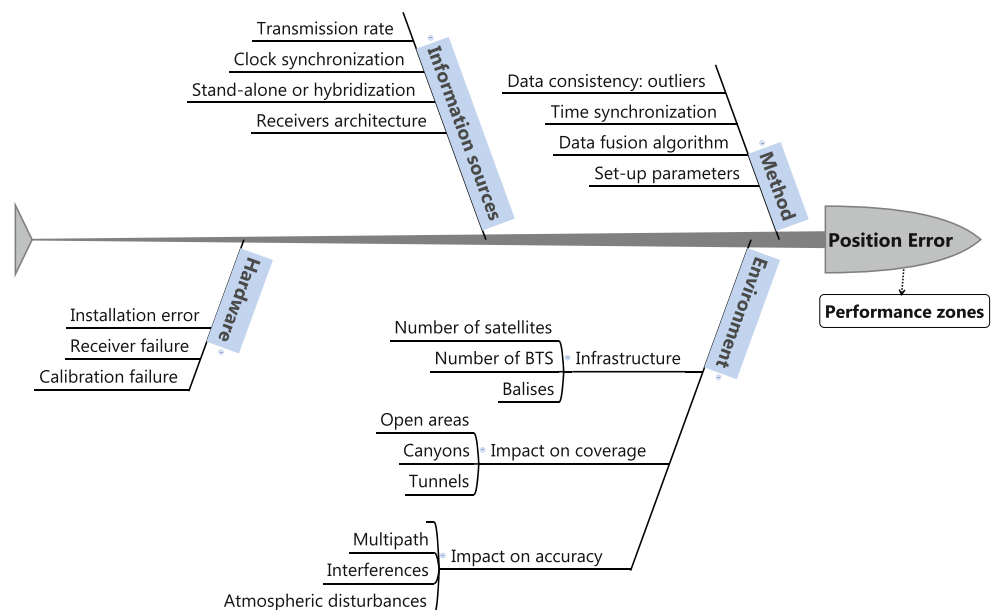 Transmission rate
Clock synchronization
Stand-alone or hybridization
Receivers architecture
Information sources
Data consistency: outliers
Time synchronization
Data fusion algorithm
Set-up parameters
Method
Position Error
Performance zones
Hardware
Installation error
Receiver failure
Calibration failure
Environment
Number of satellites
Number of BTS
Balises
Infrastructure
Open areas
Canyons
Tunnels
Impact on coverage
Multipath
Interferences
Atmospheric disturbances
Impact on accuracy